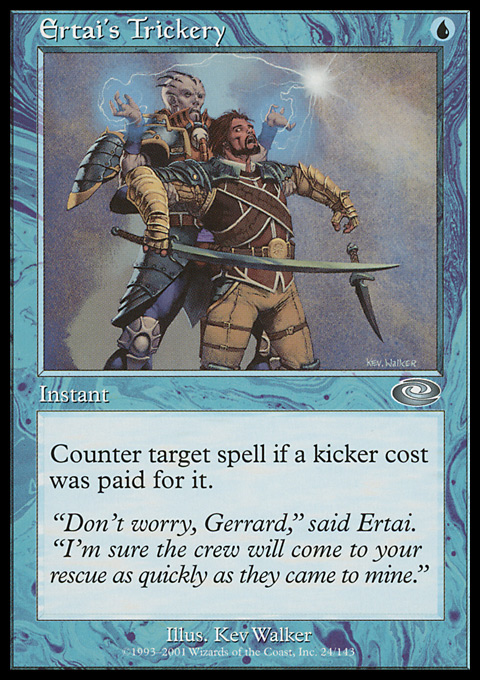 Ertai's Trickery
KEV. WALKER
Instant
Counter target spell if a kicker cost
was paid for it.
“Don't worry, Gerrard,” said Ertai.
“I'm sure the crew will come to your
rescue as quickly as they came to mine.”
Illus. Kev Walker
©1993–2001 Wizards of the Coast, Inc. 24/143